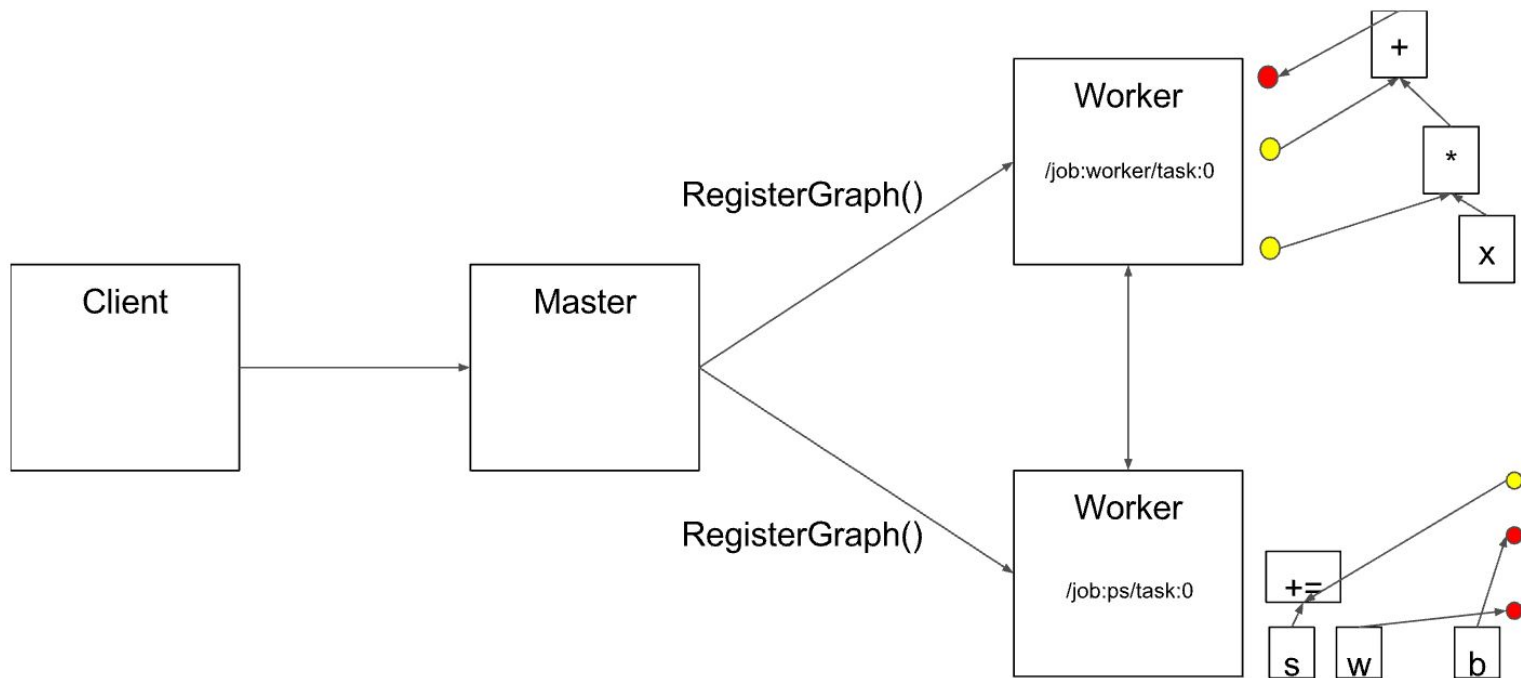 +
Worker
*
/job:worker/task:0
RegisterGraph()
x
Client
Master
Worker
RegisterGraph()
/job:ps/task:0
+=
s
w
b